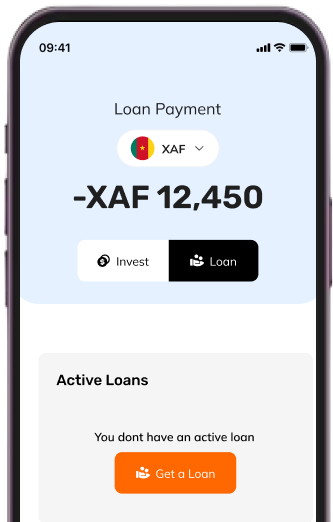 09:41
Loan Payment
XAF
-XAF 12,450
Invest
Loan
Active Loans
You dont have an active loan
Get a Loan